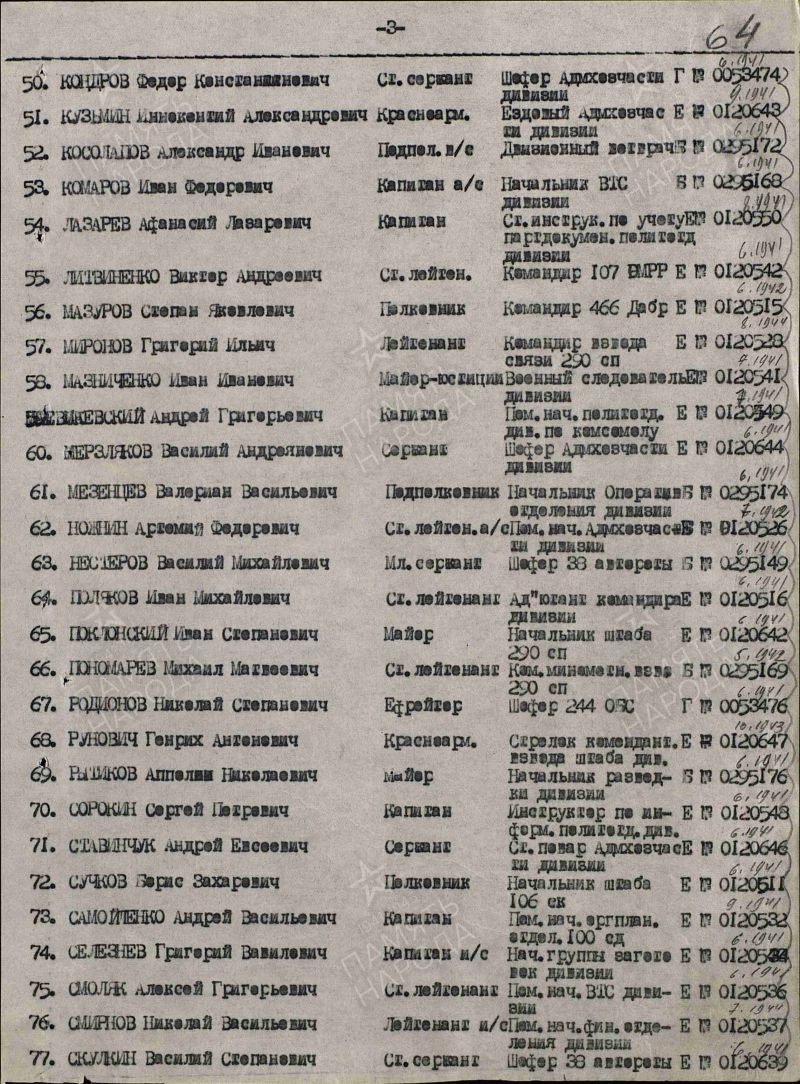 -3-
64
6.1941
50. КОНДРОВ Федор Константинович Ст.сержант Шофер Админхозчасти Г № 0053474
дивизии 9.1941
51. КУЗЬМИН Иннокентий Александрович Красноарм. Ездовый Адмхозчас Е № 0120643
ти дивизии 6.1941
52. КОСОЛАПОВ Александр Иванович Подпол.в/с Дивизионный ветврач Б № 0295172
6.1941
53. КОМАРОВ Иван Федорович Капитан а/с Начальник ВТС Б № 0295168
дивизии 8.1941
54. ЛАЗАРЕВ Афанасий Лазаревич Капитан Ст.инструк.по учету Е № 0120550
партдокумен.политотд
дивизии 6.1941
55. ЛИТВИНЕНКО Виктор Андреевич Ст.лейтен. Командир 107 ВМРР Е № 0120542
6.1942
56. МАЗУРОВ Степан Яковлевич Полковник Командир 466 Дабр Е № 0120515
6.1944
57. МИРОНОВ Григорий Ильич Лейтенант Командир взвода Е № 0120528
связи 290 сп 7.1941
58. МАЗНИЧЕНКО Иван Иванович Майор-юстиции Военный следователь Е № 0120541
дивизии 7.1941
ЕВСКИЙ Андрей Григорьевич Капитан Пом.нач.политотд. Е № 0120549
див.по комсомолу 6.1941
60. МЕРЗЛЯКОВ Василий Андреянович Сержант Шофер Адмхозчасти Е № 0120644
дивизии 6.1941
61. МЕЗЕНЦЕВ Валериан Васильевич Подполковник Начальник Оператив Б № 0295174
отделения дивизии 7.1942
62. НОЖНИН Артемий Федорович Ст.лейтен.а/с Пом.нач.Адмхозчас- Е № 0120526
ти дивизии 6.1941
63. НЕСТЕРОВ Василий Михайлович Мл.сержант Шофер 38 автороты Б № 0295149
6.1941
64. ПОЛЯКОВ Иван Михайлович Ст.лейтенант Ад"ютант командира Е № 0120516
дивизии 6.1941
65. ПОКЛОНСКИЙ Иван Степанович Майор Начальник штаба Е № 0120642
290 сп 5.1942
66. ПОНОМАРЕВ Михаил Матвеевич Ст.лейтенант Ком.минометн.взво Б № 0295169
290 сп 6.1941
67. РОДИОНОВ Николай Степанович Ефрейтор Шофер 244 ОБС Г № 0053476
10.1943
68. РУНОВИЧ Генрих Антонович Красноарм. Стрелок комендант. Е № 0120647
взвода штаба див. 6.1941
69. РЫТИКОВ Апполин Николаевич Майор Начальник развед- Б № 0295176
ки дивизии 6.1941
70. СОРОКИН Сергей Петрович Капитан Инструктор по ин- Е № 0120548
форм.политотд.див. 6.1941
71. СТАВИНЧУК Андрей Евсеевич Сержант Ст.повар Адмхозчас Е № 0120646
ти дивизии 6.1941
72. СУЧКОВ Борис Захарович Полковник Начальник штаба Е № 0120511
106 ск 9.1941
73. САМОЙЛЕНКО Андрей Васильевич Капитан Пом.нач.оргплан. Е № 0120532
отдел.100 сд 6.1941
74. СЕЛЕЗНЕВ Григорий Вавилович Капитан и/с Нач.группы загото Е №
вок дивизии 6.1941
75. СМОЛЯК Алексей Григорьевич Ст.лейтенант Пом.нач.ВТС диви- Е № 0120536
зии 7.1944
76. СМИРНОВ Николай Васильевич Лейтенант и/с Пом.нач.фин.отде- Е № 0120537
ления дивизии 6.1941
77. СКУЛКИН Василий Степанович Ст.сержант Шофер 38 автороты Е № 0120639
ПАМЯТЬ НАРОДА